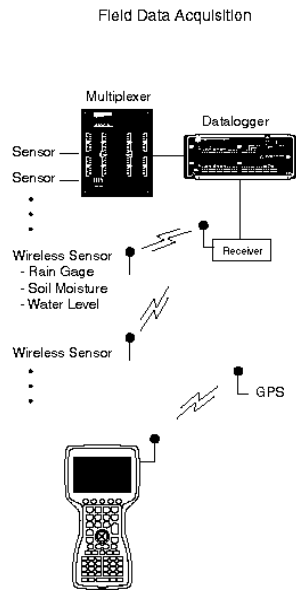 Field Data Acquisition
Multiplexer
Datalogger
Sensor
Sensor
Receiver
Wireless Sensor
- Rain Gage
- Soil Moisture
- Water Level
Wireless Sensor
GPS